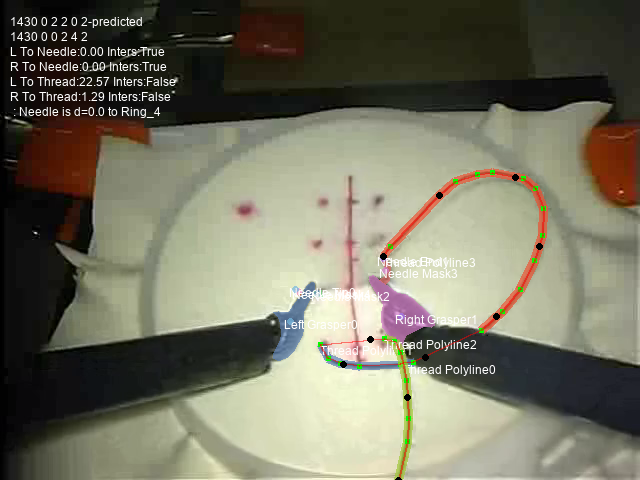 1430 0 2 2 0 2-predicted
1430 0 0 2 4 2
L To Needle:0.00 Inters:True
R To Needle:0.00 Inters:True
L To Thread:22.57 Inters:False
R To Thread:1.29 Inters:False
: Needle is d=0.0 to Ring_4
Thread Polyline3
Needle Mask3
Left Grasper0
Right Grasper1
Thread Polyline2
Thread Polyline0